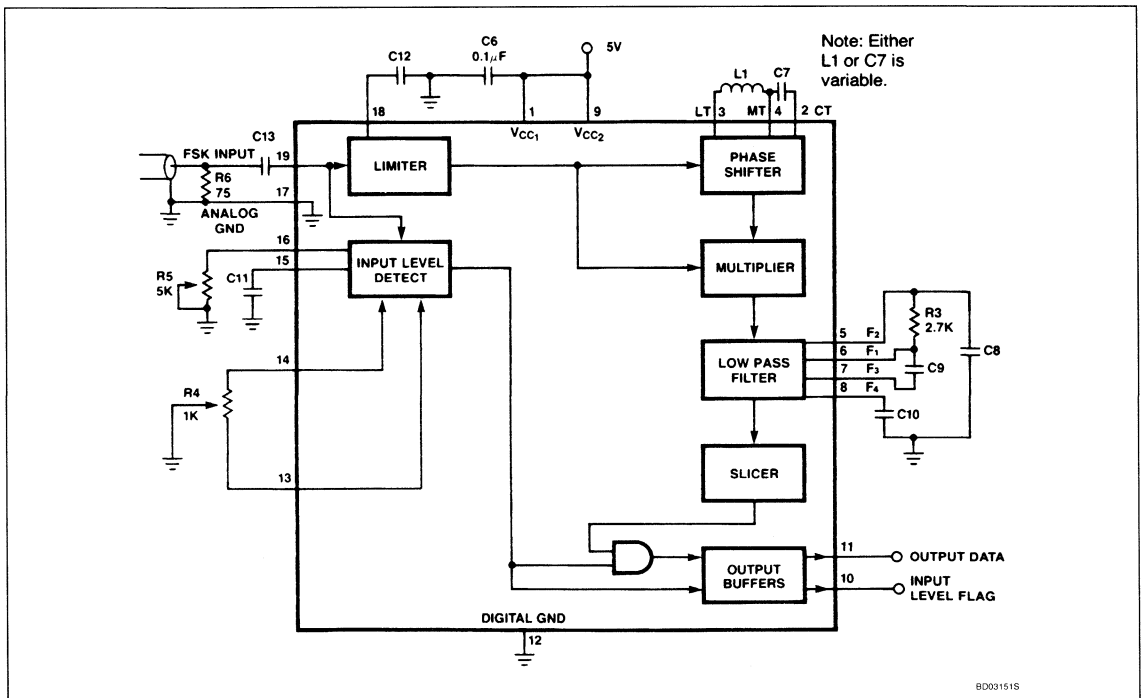 C12
C6
0.1μF
5V
Note: Either
L1 or C7 is
variable.
L1
C7
18
1
9
LT 3
MT 4
2 CT
VCC1
VCC2
C13
FSK INPUT
19
R6
75
17
ANALOG
GND
LIMITER
PHASE
SHIFTER
16
15
R5
5K
C11
INPUT LEVEL
DETECT
MULTIPLIER
14
R4
1K
13
LOW PASS
FILTER
5 F2
6 F1
7 F3
8 F4
R3
2.7K
C9
C8
C10
SLICER
OUTPUT
BUFFERS
11
OUTPUT DATA
10
INPUT
LEVEL FLAG
DIGITAL GND
12
BD03151S